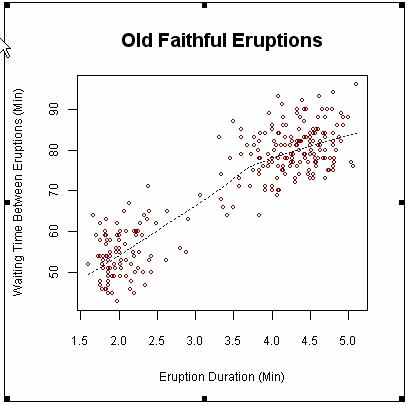 Old Faithful Eruptions
Waiting Time Between Eruptions (Min)
90
80
70
60
50
1.5 2.0 2.5 3.0 3.5 4.0 4.5 5.0
Eruption Duration (Min)